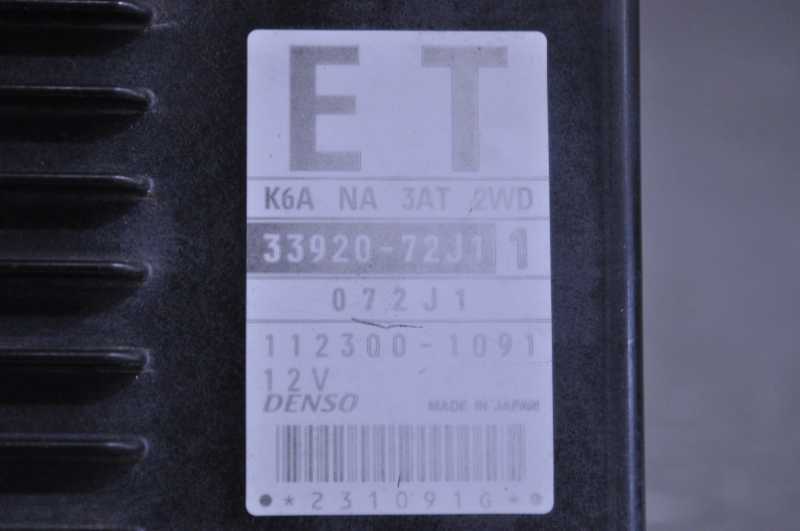 ET
K6A NA 3AT 2WD
33920-72J1 1
072J1
112300-1091
12V
DENSO MADE IN JAPAN
*231091G*